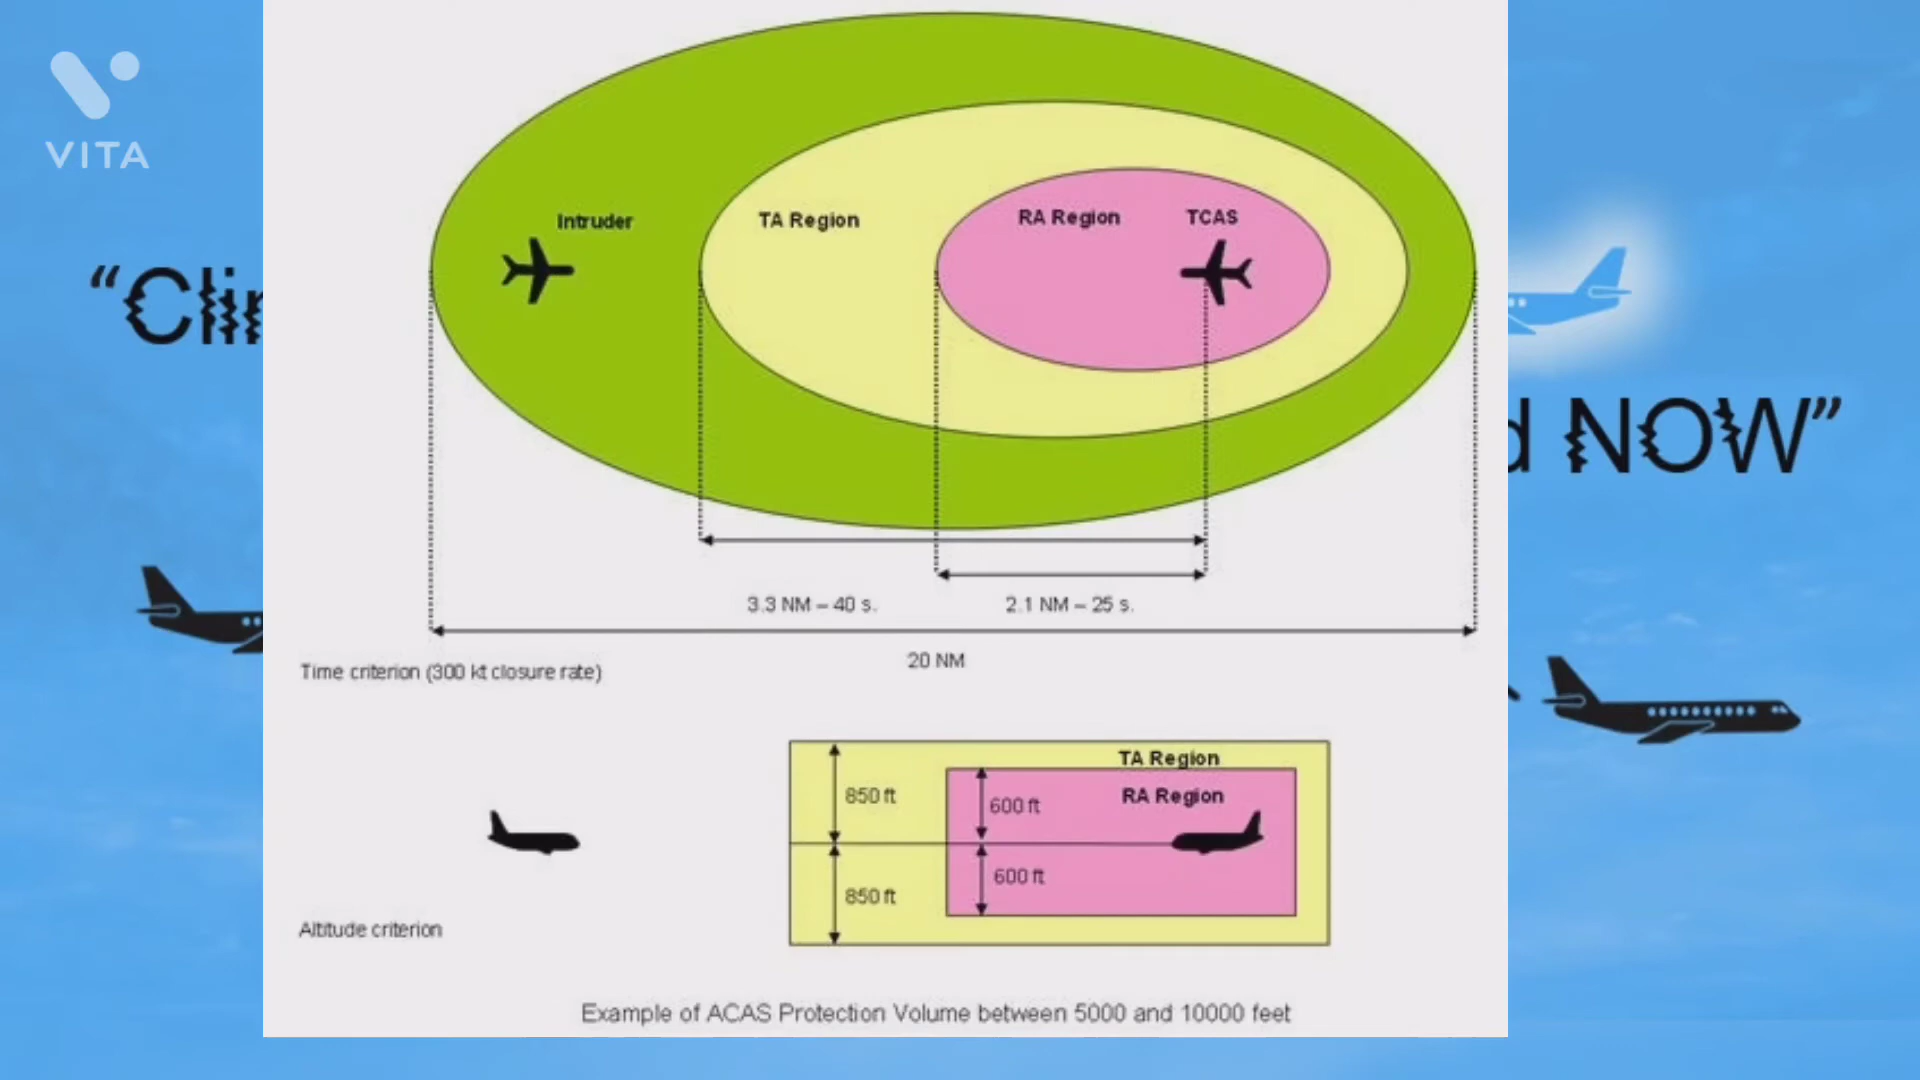 VITA
Intruder
TA Region
RA Region
TCAS
3.3 NM – 40 s.
2.1 NM – 25 s.
20 NM
Time criterion (300 kt closure rate)
TA Region
RA Region
850 ft
600 ft
600 ft
850 ft
Altitude criterion
Example of ACAS Protection Volume between 5000 and 10000 feet
NOW”